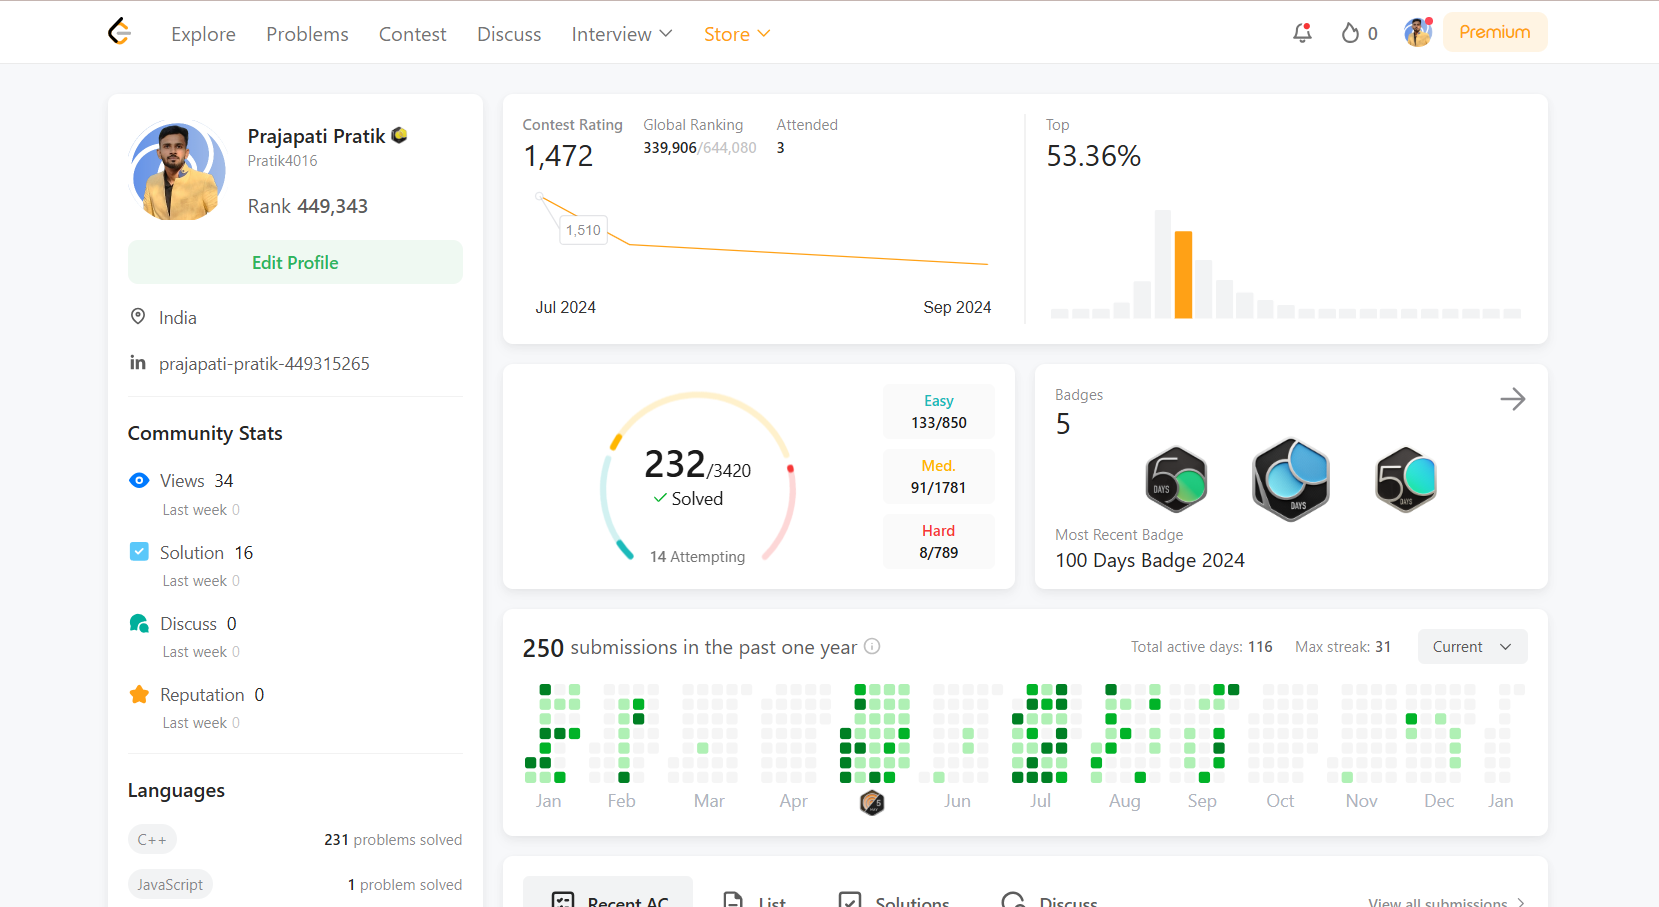 Explore Problems Contest Discuss Interview Store
0 Premium
Prajapati Pratik
Pratik4016
Rank 449,343
Edit Profile
India
in prajapati-pratik-449315265
Community Stats
Views 34
Last week 0
Solution 16
Last week 0
Discuss 0
Last week 0
Reputation 0
Last week 0
Languages
C++ 231 problems solved
JavaScript 1 problem solved
Contest Rating
1,472
Global Ranking
339,906/644,080
Attended
3
1,510
Jul 2024 Sep 2024
Top
53.36%
232/3420
Solved
14 Attempting
Easy
133/850
Med.
91/1781
Hard
8/789
Badges
5
50 DAYS
DAYS
50 DAYS
Most Recent Badge
100 Days Badge 2024
250 submissions in the past one year
Total active days: 116 Max streak: 31 Current
Jan Feb Mar Apr Jun Jul Aug Sep Oct Nov Dec Jan
Recent AC List Solutions Discuss View all submissions